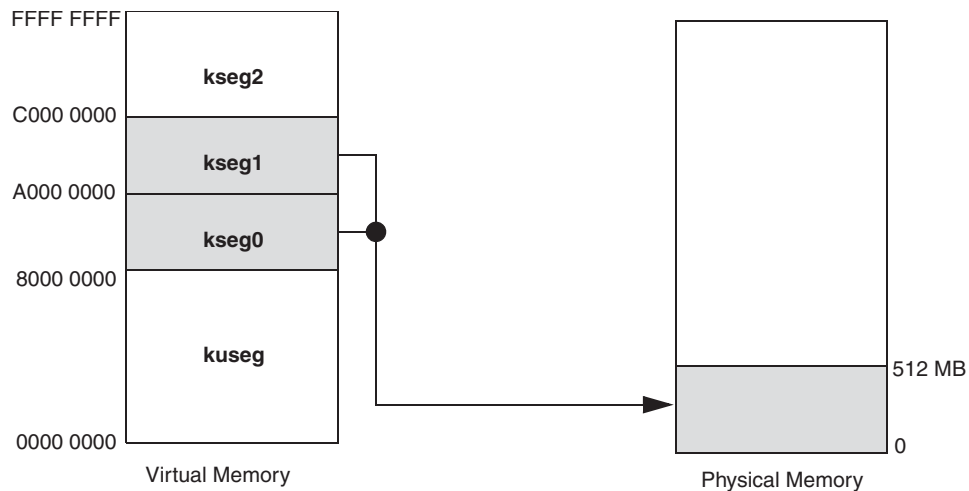 FFFF FFFF
kseg2
C000 0000
kseg1
A000 0000
kseg0
8000 0000
kuseg
512 MB
0000 0000
0
Virtual Memory
Physical Memory